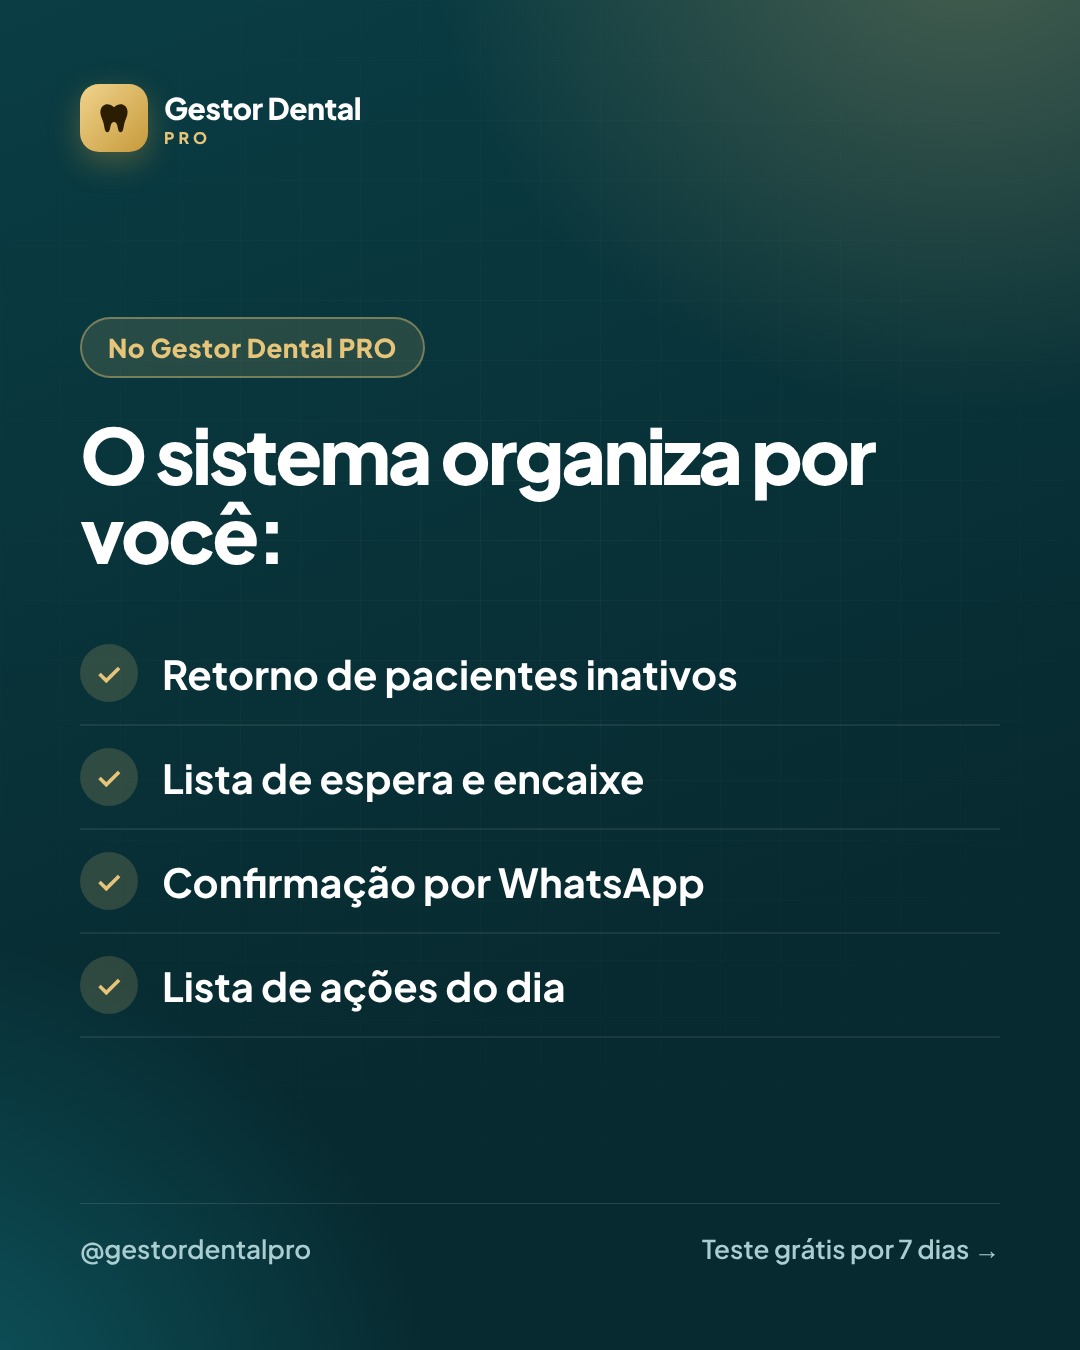 Gestor Dental
PRO
No Gestor Dental PRO
O sistema organiza por
você:
Retorno de pacientes inativos
Lista de espera e encaixe
Confirmação por WhatsApp
Lista de ações do dia
@gestordentalpro
Teste grátis por 7 dias →